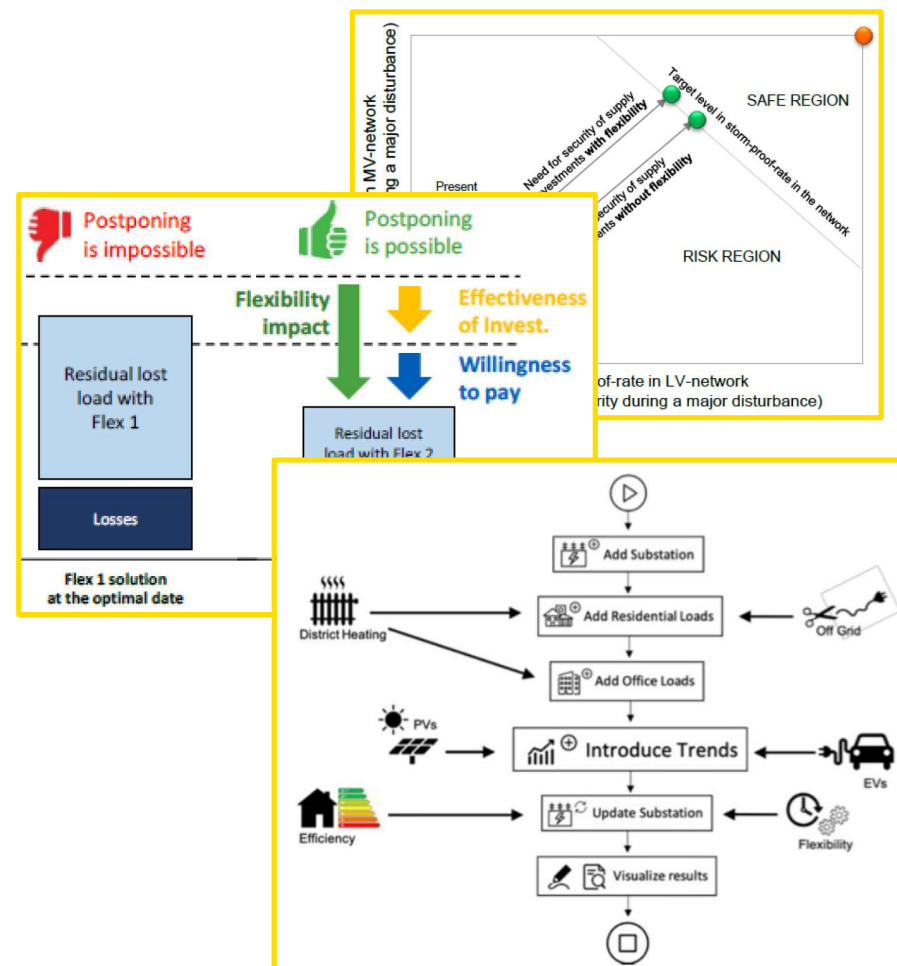 n MV-network
ng a major disturbance)
Target level in storm-proof-rate in the network
SAFE REGION
Need for security of supply
vestments with flexibility
Present
ecurity of supply
ents without flexibility
RISK REGION
of-rate in LV-network
rity during a major disturbance)
Postponing
is impossible
Postponing
is possible
Flexibility
impact
Effectiveness
of Invest.
Willingness
to pay
Residual lost
load with
Flex 1
Residual lost
load with Flex 2
Losses
Flex 1 solution
at the optimal date
Add Substation
District Heating
Add Residential Loads
Off Grid
Add Office Loads
PVs
Introduce Trends
EVs
Efficiency
Update Substation
Flexibility
Visualize results